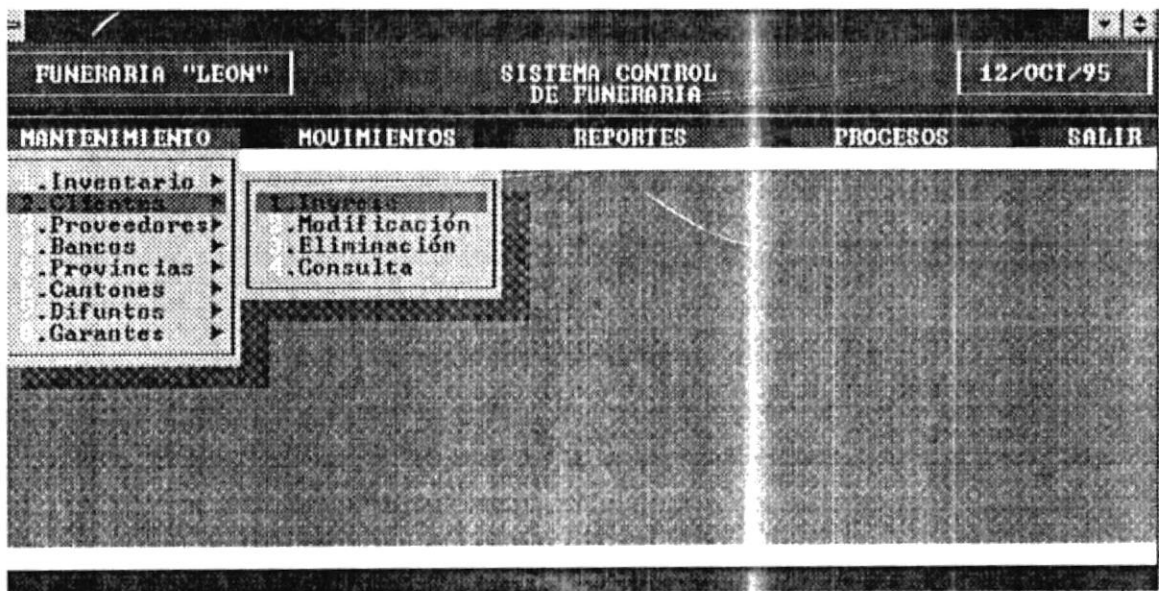 FUNERARIA "LEON"
SISTEMA CONTROL
DE FUNERARIA
12/OCT/95
MANTENIMIENTO MOVIMIENTOS REPORTES PROCESOS SALIR
1.Inventario
2.Clientes
.Proveedores
.Bancos
.Provincias
.Cantones
.Difuntos
.Garantes
1.Ingreso
.Modificación
.Eliminación
.Consulta